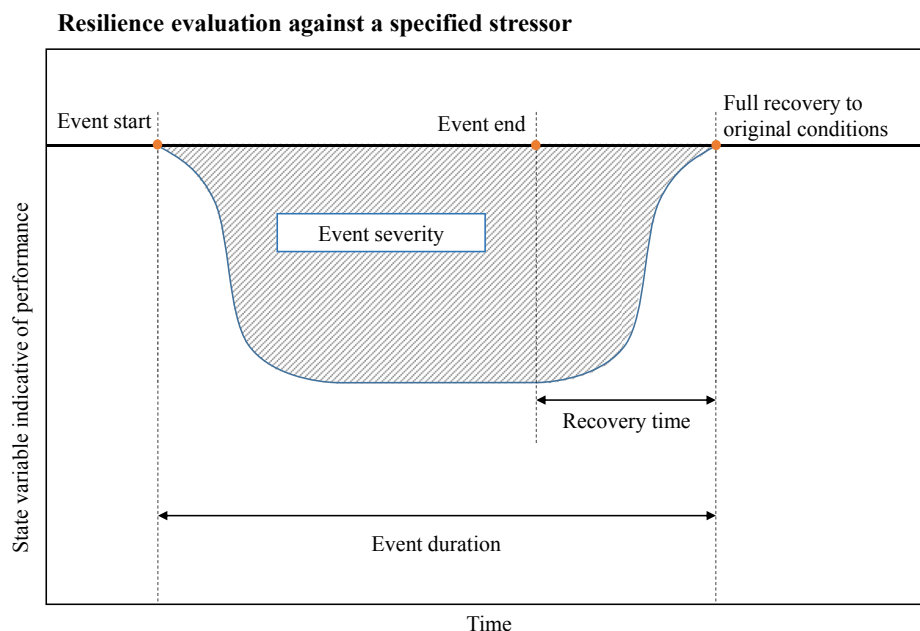 Resilience evaluation against a specified stressor
Event start
Event end
Full recovery to
original conditions
Event severity
Recovery time
Event duration
State variable indicative of performance
Time